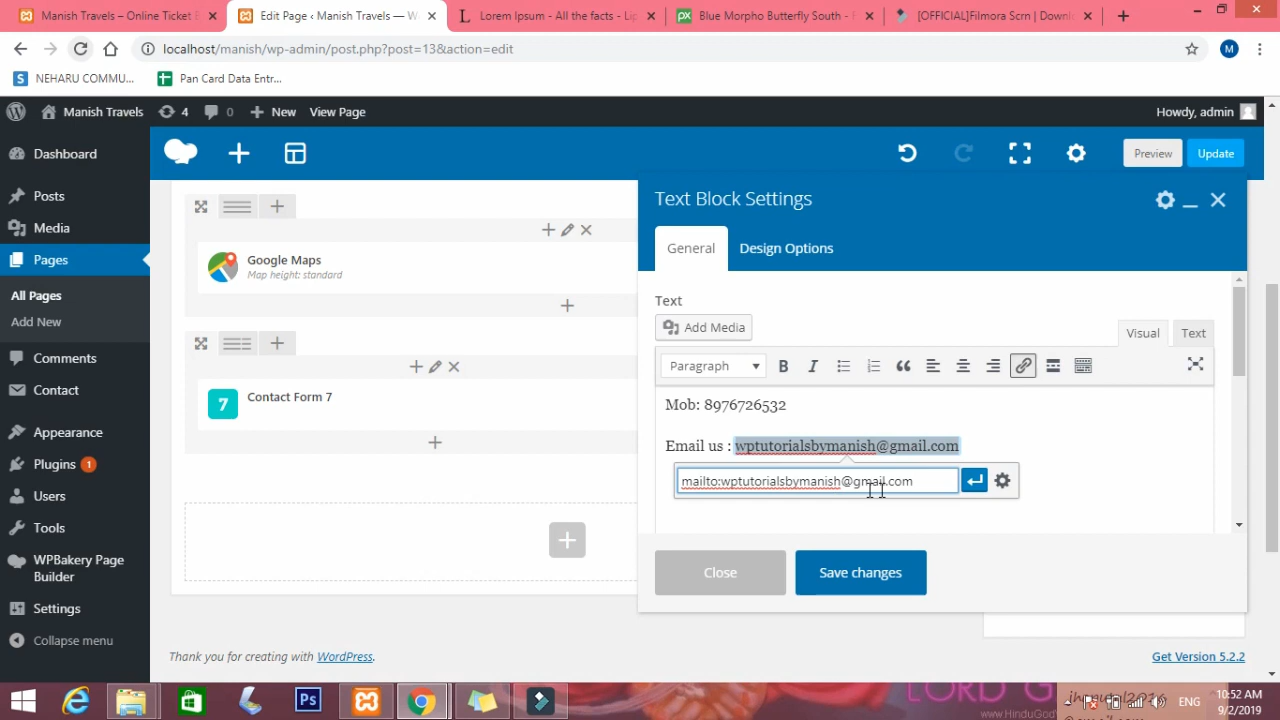 Manish Travels - Online Ticket B
Edit Page ‹ Manish Travels — W
Lorem Ipsum - All the facts - Lip
Blue Morpho Butterfly South - F
[OFFICIAL]Filmora Scrn | Downl
localhost/manish/wp-admin/post.php?post=13&action=edit
M
NEHARU COMMU...
Pan Card Data Entr...
Manish Travels
4
0
New
View Page
Howdy, admin
Dashboard
Posts
Media
Pages
All Pages
Add New
Comments
Contact
Appearance
Plugins 1
Users
Tools
WPBakery Page
Builder
Settings
Collapse menu
Preview
Update
Google Maps
Map height: standard
7
Contact Form 7
Text Block Settings
General
Design Options
Text
Add Media
Visual
Text
Paragraph
B
I
Mob: 8976726532
Email us : wptutorialsbymanish@gmail.com
mailto:wptutorialsbymanish@gmail.com
Close
Save changes
Thank you for creating with WordPress.
Get Version 5.2.2
Ps
LORD G
www.HinduGod
ENG
10:52 AM
9/2/2019